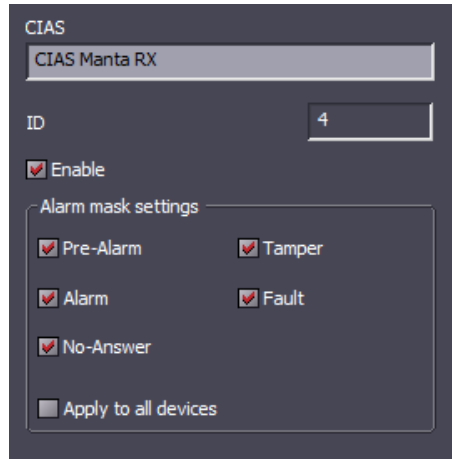 CIAS
CIAS Manta RX
ID 4
Enable
Alarm mask settings
Pre-Alarm Tamper
Alarm Fault
No-Answer
Apply to all devices